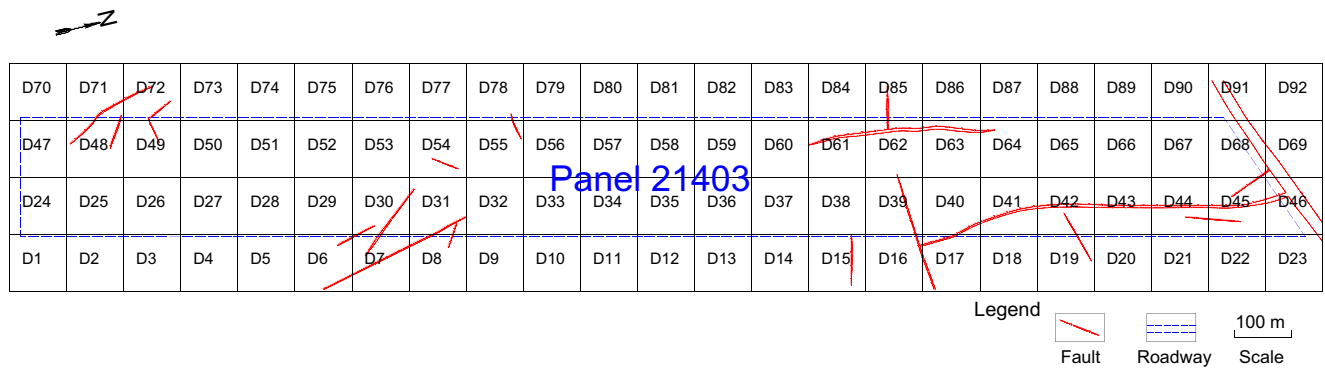 N
D70 D71 D72 D73 D74 D75 D76 D77 D78 D79 D80 D81 D82 D83 D84 D85 D86 D87 D88 D89 D90 D91 D92
D47 D48 D49 D50 D51 D52 D53 D54 D55 D56 D57 D58 D59 D60 D61 D62 D63 D64 D65 D66 D67 D68 D69
Panel 21403
D24 D25 D26 D27 D28 D29 D30 D31 D32 D33 D34 D35 D36 D37 D38 D39 D40 D41 D42 D43 D44 D45 D46
D1 D2 D3 D4 D5 D6 D7 D8 D9 D10 D11 D12 D13 D14 D15 D16 D17 D18 D19 D20 D21 D22 D23
Legend
100 m
Fault Roadway Scale